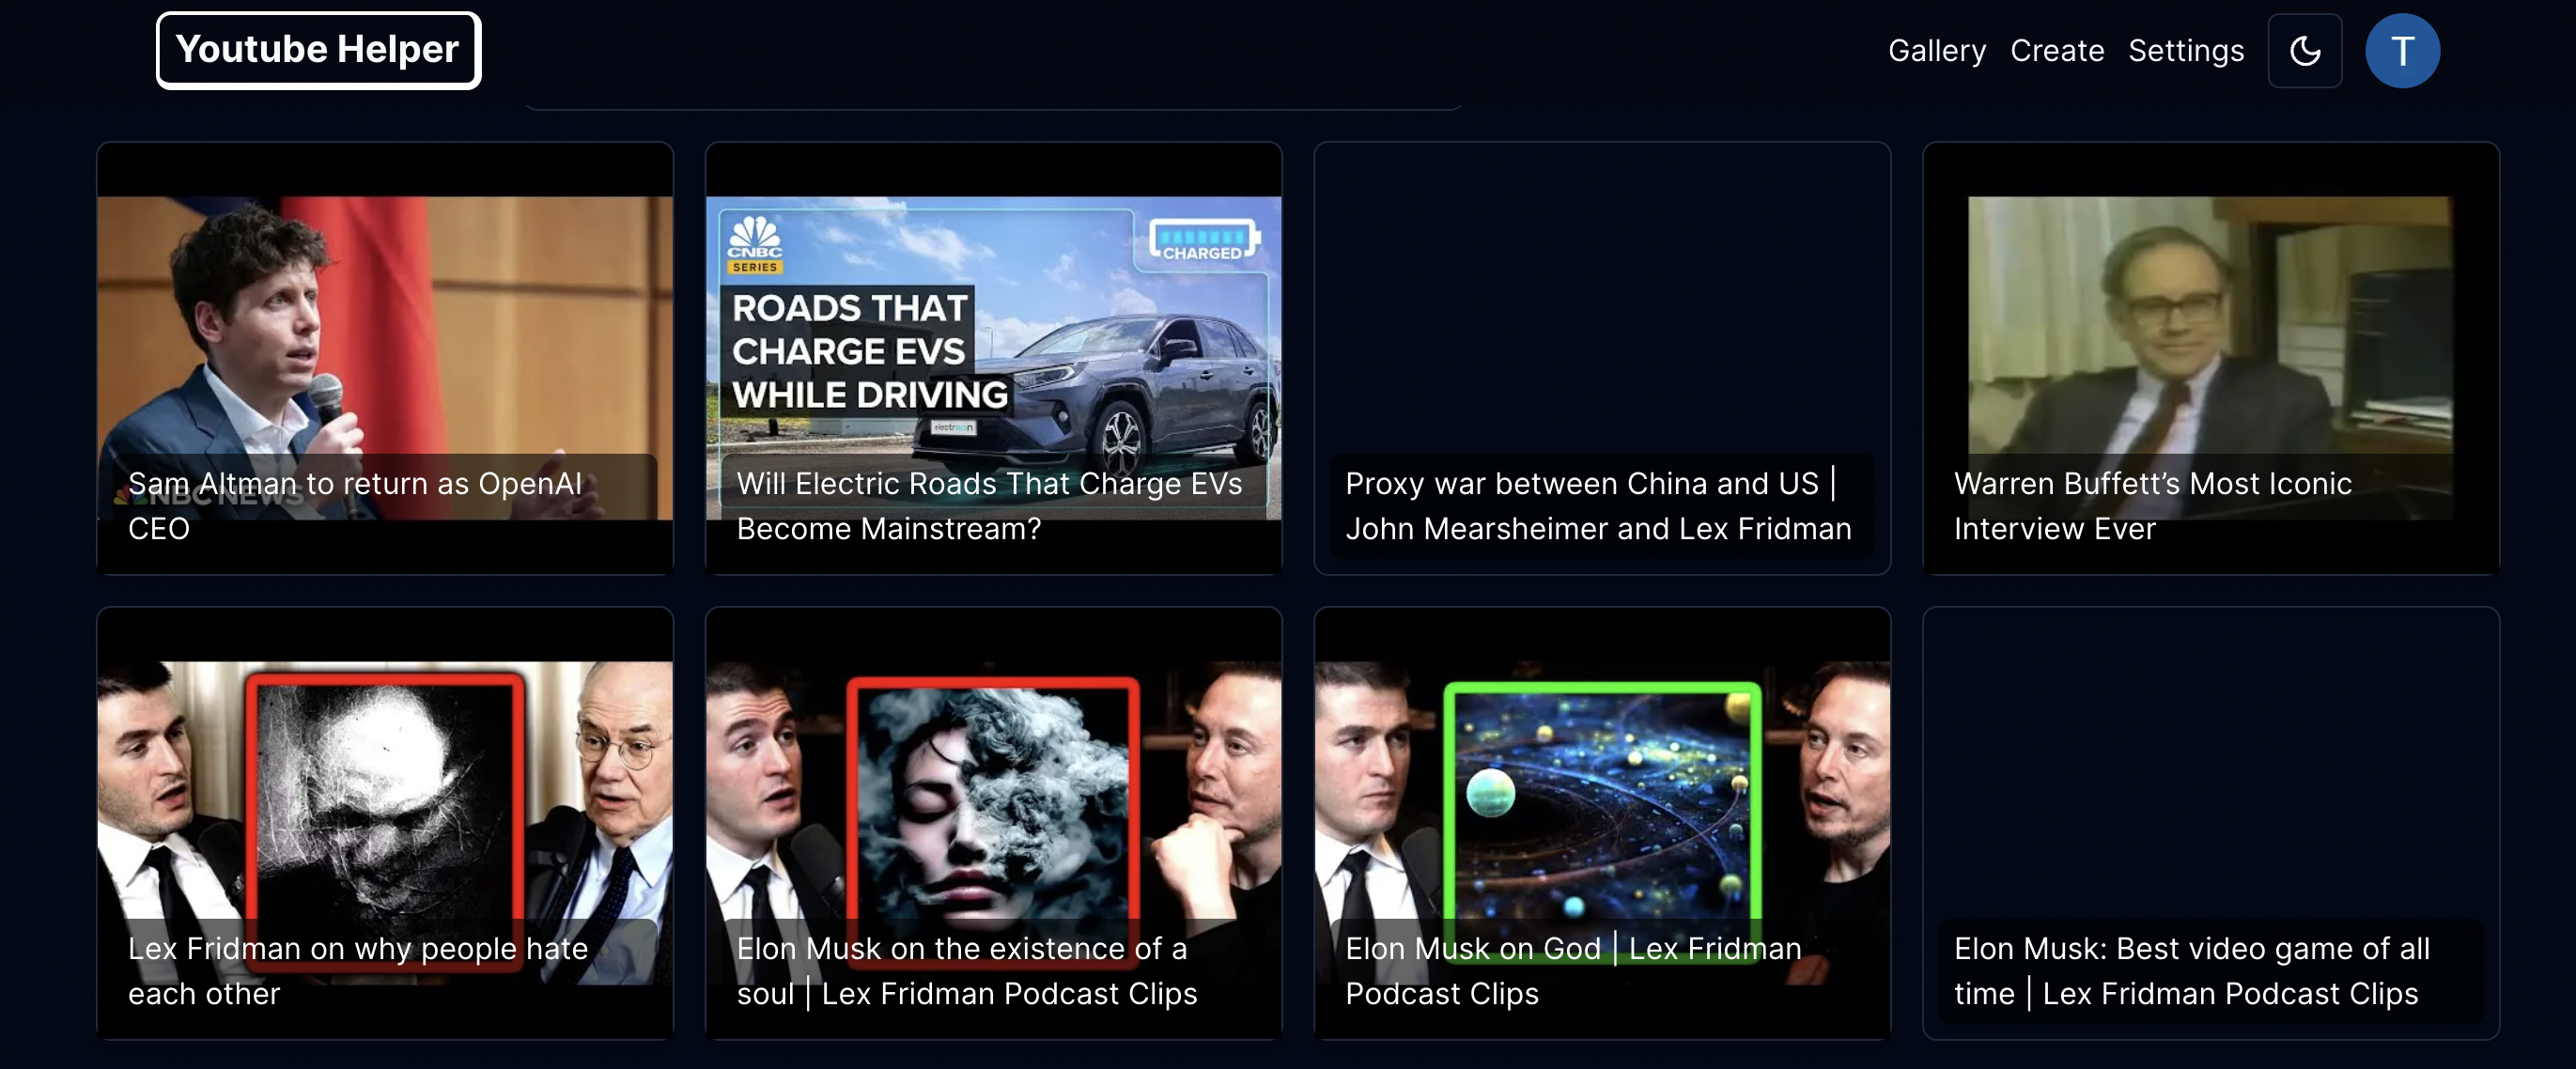 Youtube Helper
Gallery Create Settings T
CNBC
SERIES
CHARGED
ROADS THAT
CHARGE EVS
WHILE DRIVING
electreon
NBC NEWS
Sam Altman to return as OpenAI
CEO
Will Electric Roads That Charge EVs
Become Mainstream?
Proxy war between China and US |
John Mearsheimer and Lex Fridman
Warren Buffett’s Most Iconic
Interview Ever
Lex Fridman on why people hate
each other
Elon Musk on the existence of a
soul | Lex Fridman Podcast Clips
Elon Musk on God | Lex Fridman
Podcast Clips
Elon Musk: Best video game of all
time | Lex Fridman Podcast Clips